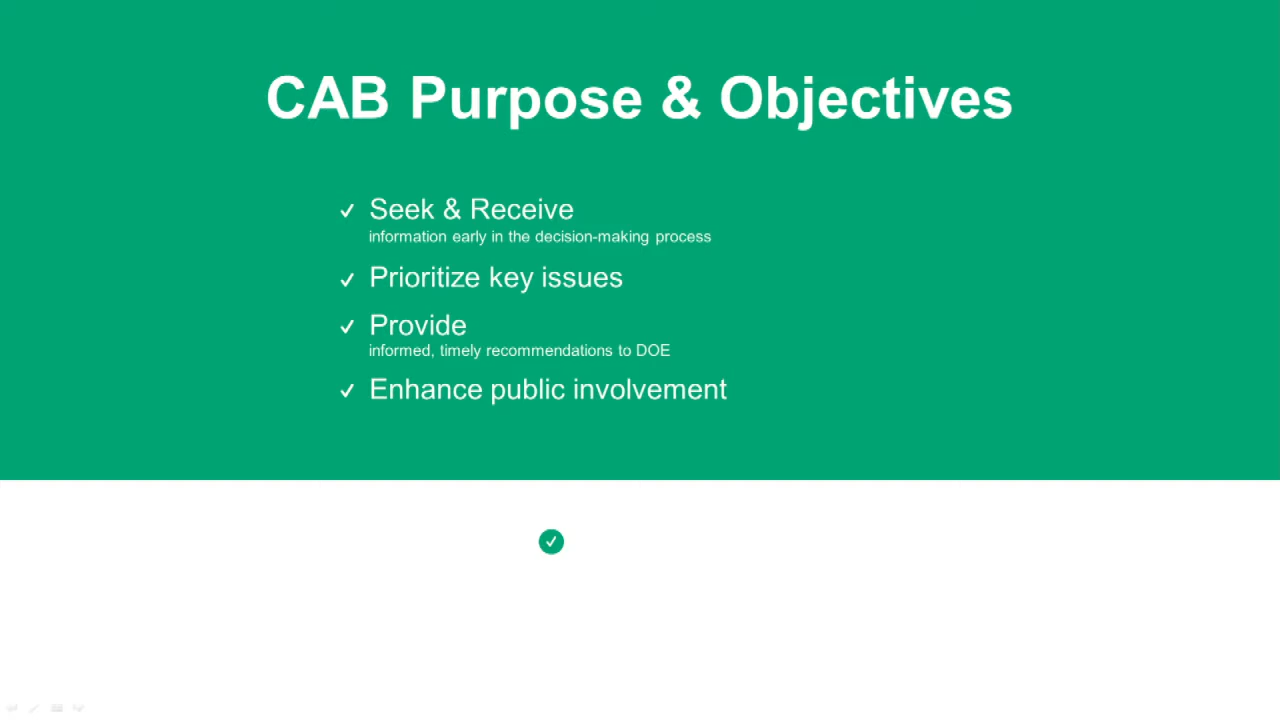 CAB Purpose & Objectives
Seek & Receive
information early in the decision-making process
Prioritize key issues
Provide
informed, timely recommendations to DOE
Enhance public involvement